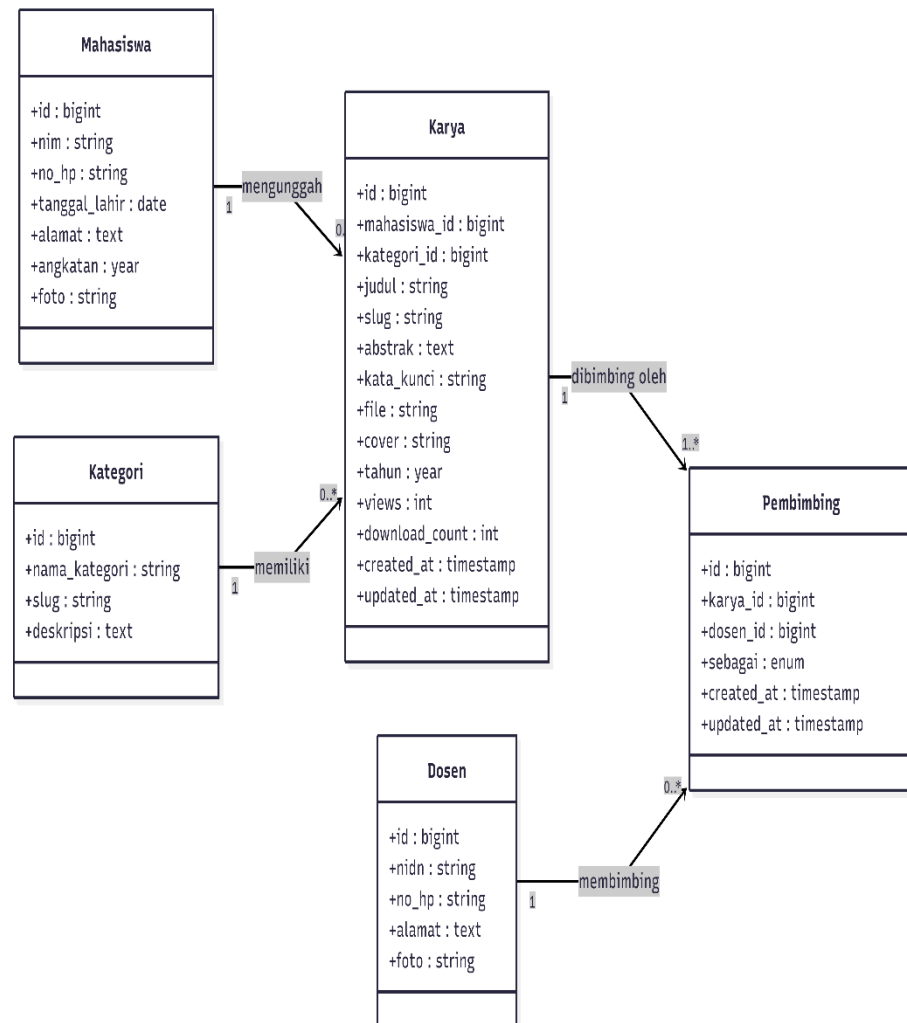 Mahasiswa
+id : bigint
+nim : string
+no_hp : string
+tanggal_lahir : date
+alamat : text
+angkatan : year
+foto : string
mengunggah
1
0.
Karya
+id : bigint
+mahasiswa_id : bigint
+kategori_id : bigint
+judul : string
+slug : string
+abstrak : text
+kata_kunci : string
+file : string
+cover : string
+tahun : year
+views : int
+download_count : int
+created_at : timestamp
+updated_at : timestamp
Kategori
+id : bigint
+nama_kategori : string
+slug : string
+deskripsi : text
memiliki
1
0..*
dibimbing oleh
1
1..*
Pembimbing
+id : bigint
+karya_id : bigint
+dosen_id : bigint
+sebagai : enum
+created_at : timestamp
+updated_at : timestamp
Dosen
+id : bigint
+nidn : string
+no_hp : string
+alamat : text
+foto : string
membimbing
1
0..*